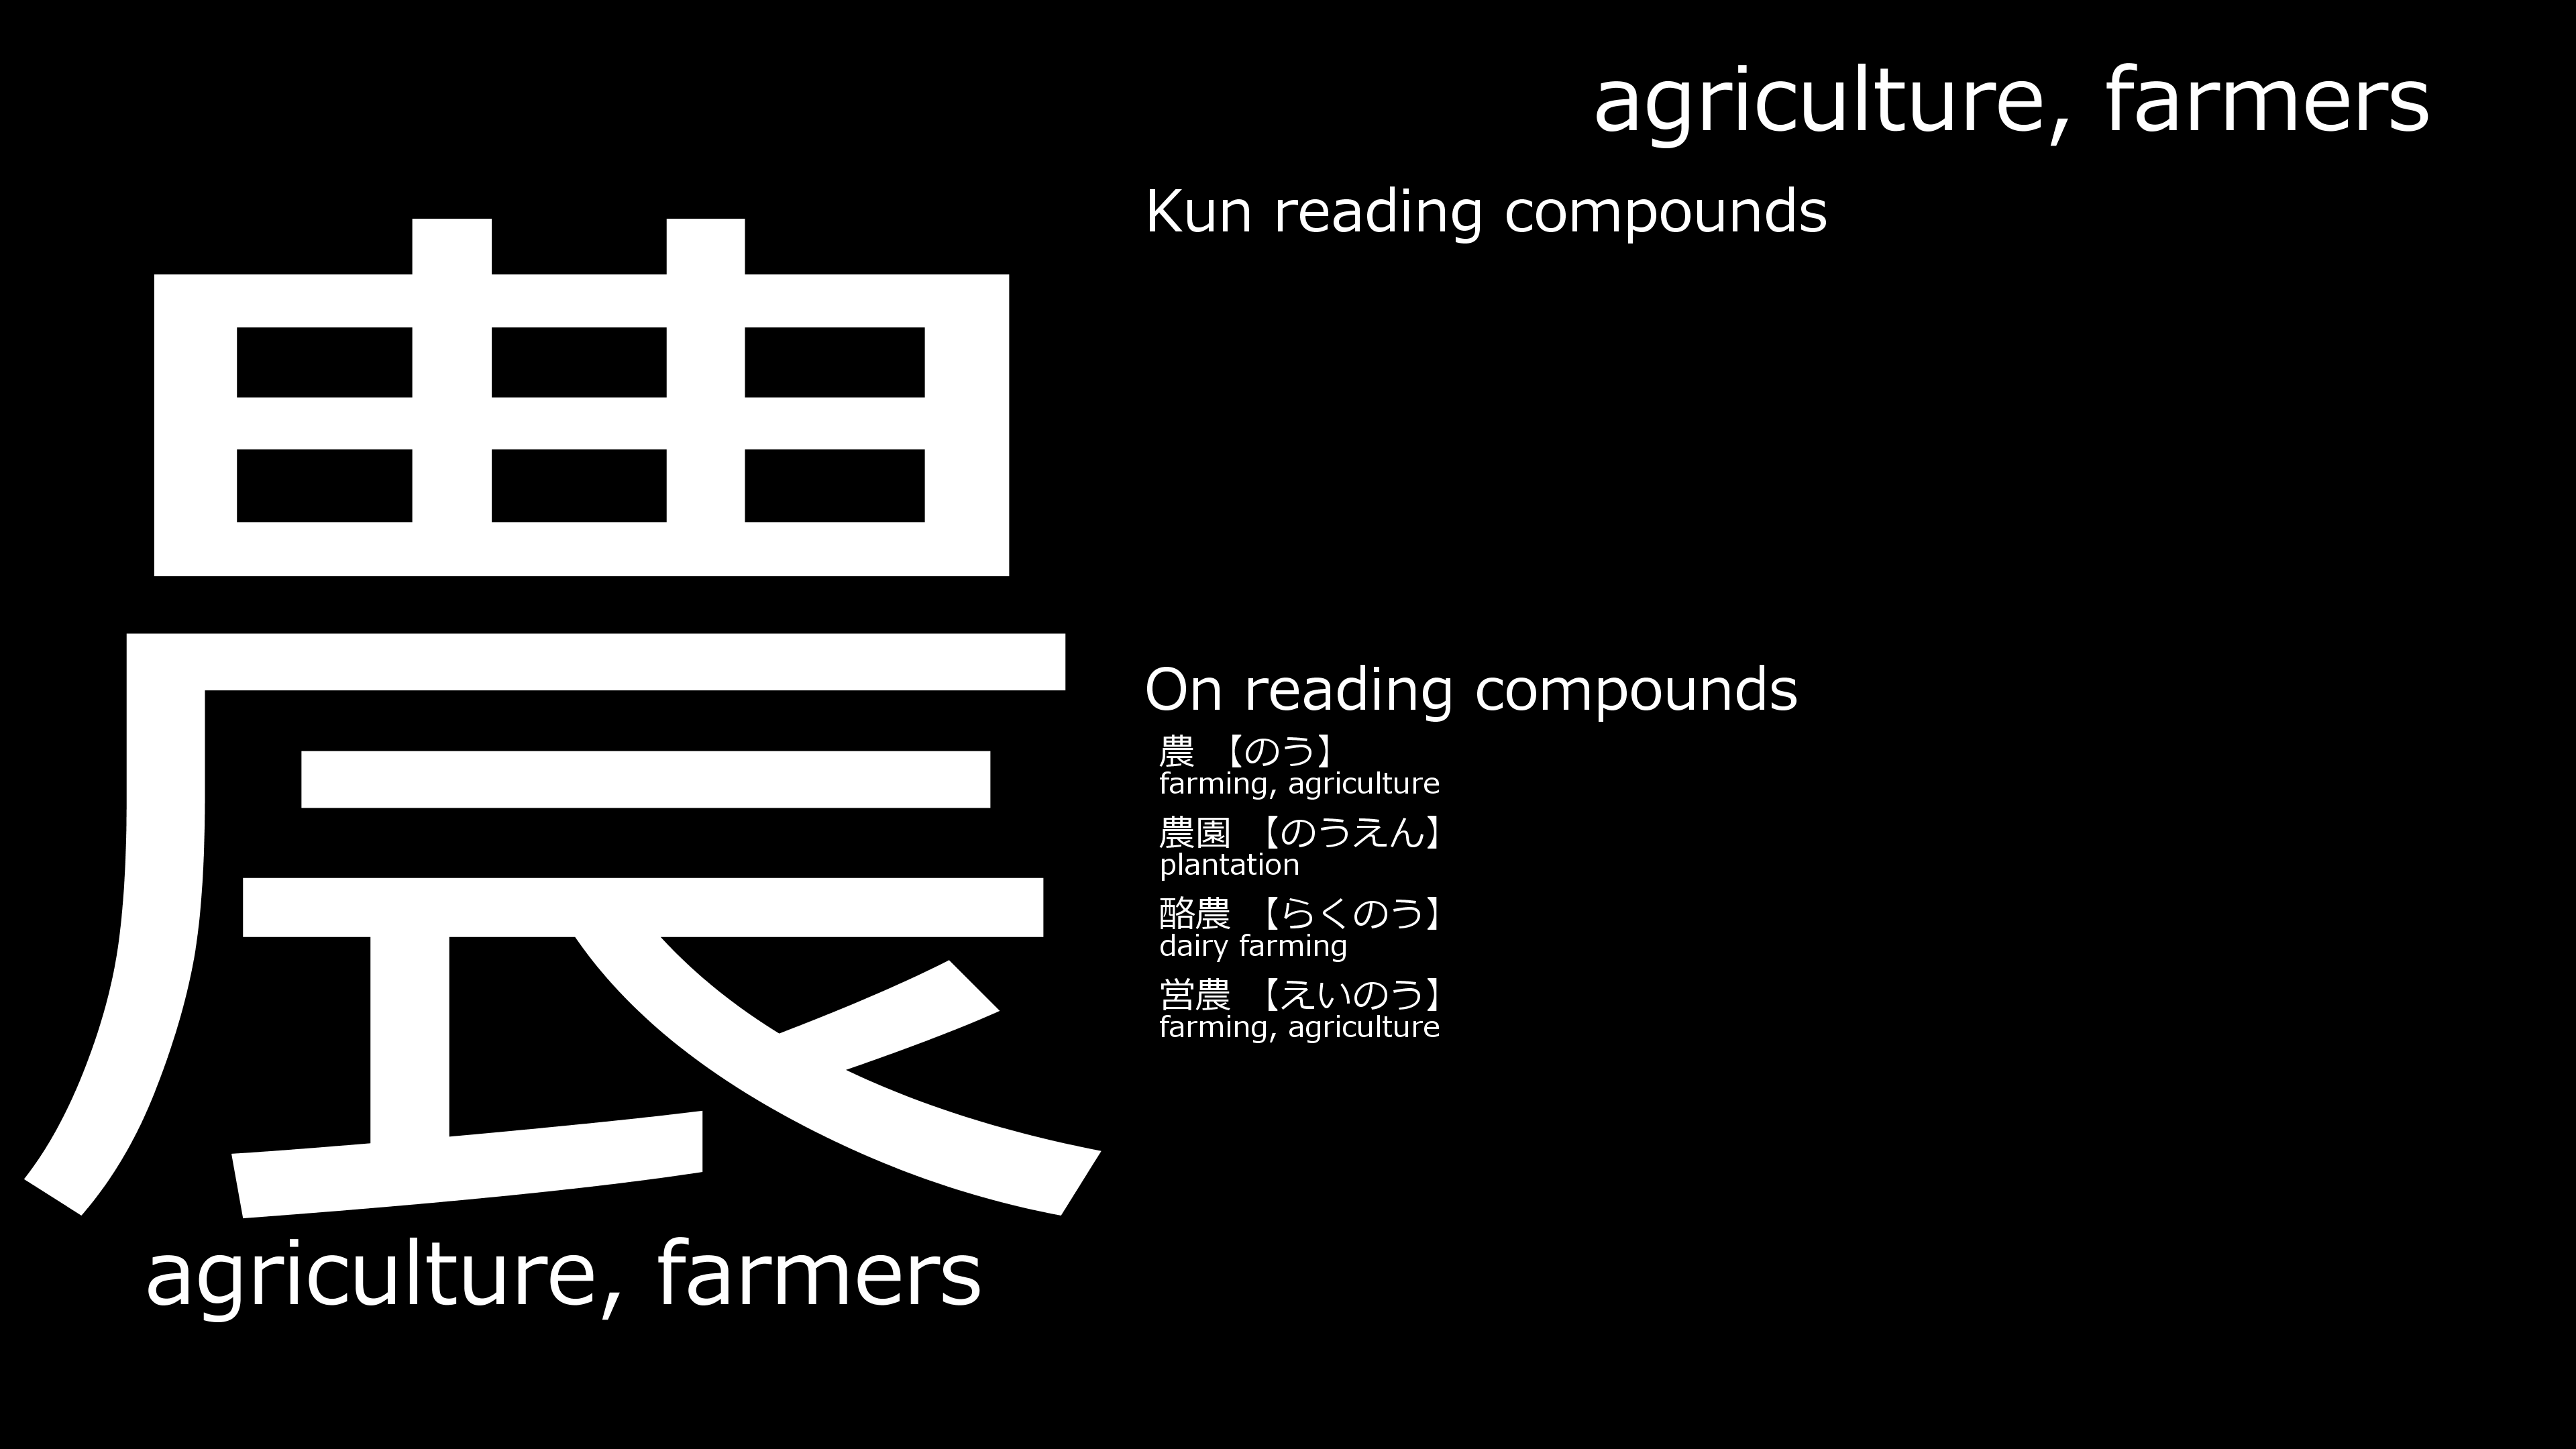 農
agriculture, farmers
agriculture, farmers
Kun reading compounds
On reading compounds
農 【のう】
farming, agriculture
農園 【のうえん】
plantation
酪農 【らくのう】
dairy farming
営農 【えいのう】
farming, agriculture